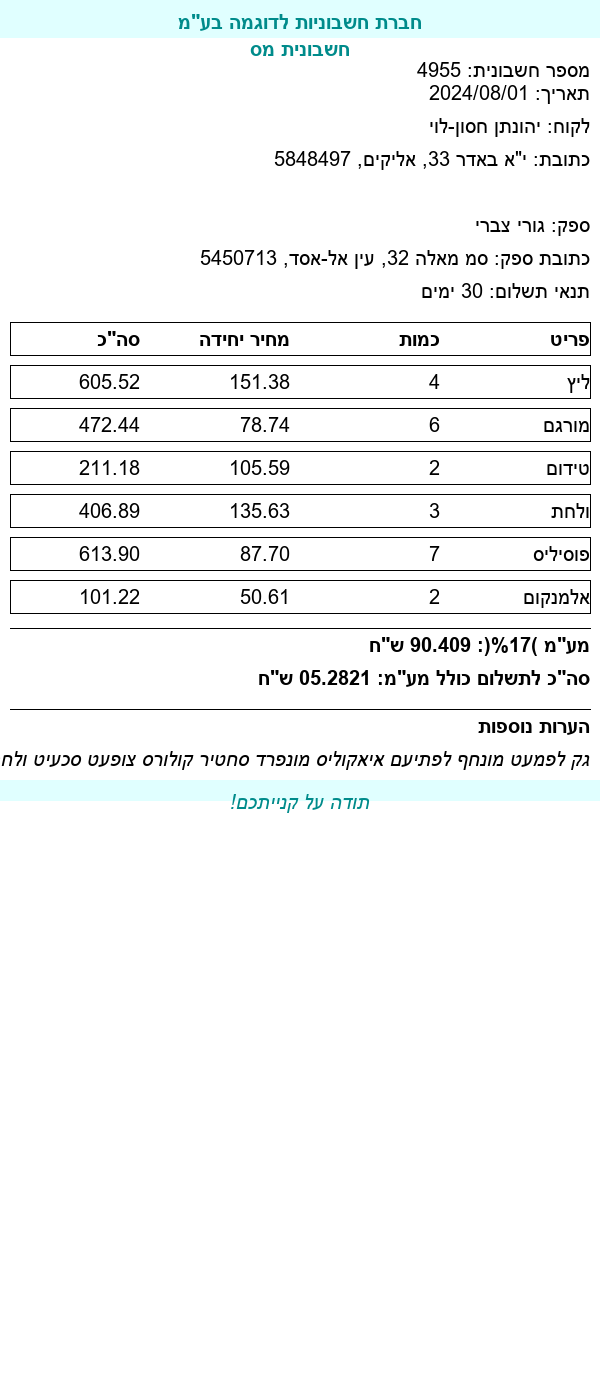 חברת חשבוניות לדוגמה בע"מ
חשבונית מס
מספר חשבונית: 4955
תאריך: 2024/08/01
לקוח: יהונתן חסון-לוי
כתובת: י"א באדר 33, אליקים, 5848497
ספק: גורי צברי
כתובת ספק: סמ מאלה 32, עין אל-אסד, 5450713
תנאי תשלום: 30 ימים
פריט כמות מחיר יחידה סה"כ
ליץ 4 151.38 605.52
מורגם 6 78.74 472.44
טידום 2 105.59 211.18
ולחת 3 135.63 406.89
פוסיליס 7 87.70 613.90
אלמנקום 2 50.61 101.22
מע"מ )17%(: 90.409 ש"ח
סה"כ לתשלום כולל מע"מ: 05.2821 ש"ח
הערות נוספות
גק לפמעט מונחף לפתיעם איאקוליס מונפרד סחטיר קולורס צופעט סכעיט ולח
תודה על קנייתכם!